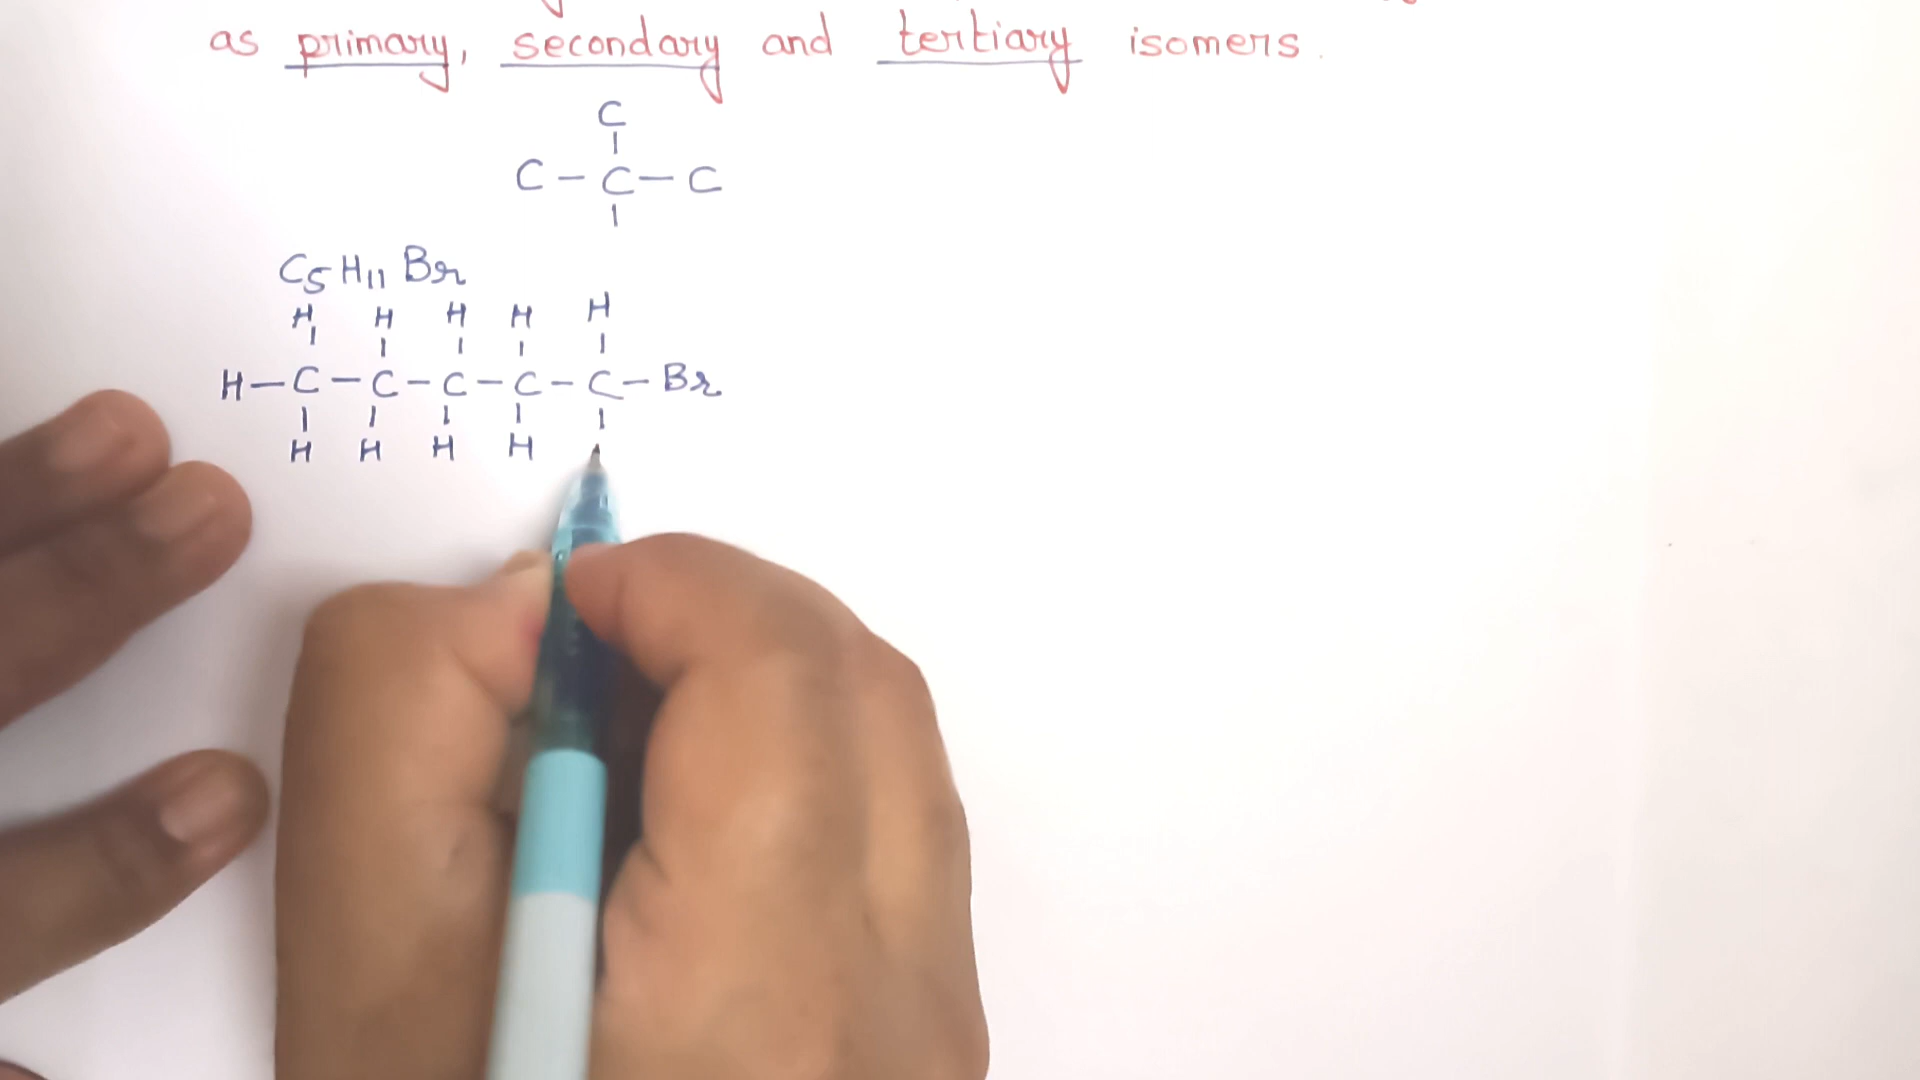 as primary, secondary and tertiary isomers.
C
C - C - C
C5 H11 Br
H H H H H
H - C - C - C - C - C - Br
H H H H